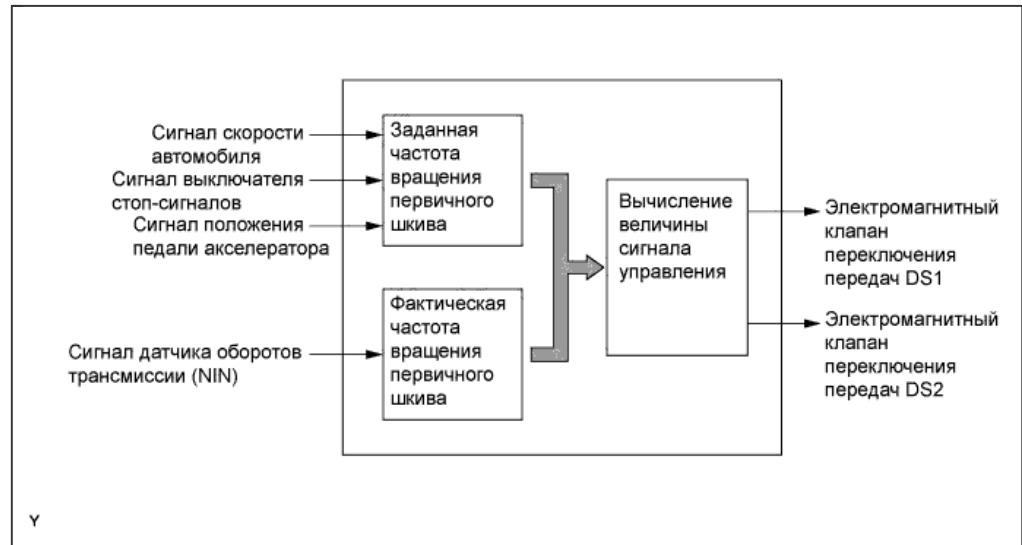 Сигнал скорости
автомобиля
Сигнал выключателя
стоп-сигналов
Сигнал положения
педали акселератора
Заданная
частота
вращения
первичного
шкива
Сигнал датчика оборотов
трансмиссии (NIN)
Фактическая
частота
вращения
первичного
шкива
Вычисление
величины
сигнала
управления
Электромагнитный
клапан
переключения
передач DS1
Электромагнитный
клапан
переключения
передач DS2
Y